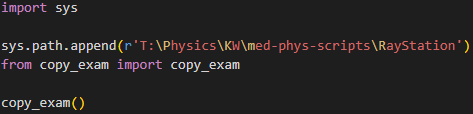 import sys
sys.path.append(r'T:\Physics\KW\med-phys-scripts\RayStation')
from copy_exam import copy_exam
copy_exam()